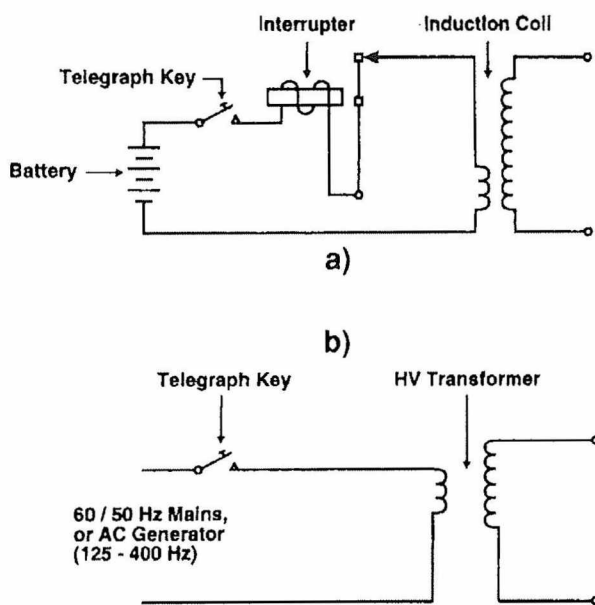 Interrupter
Induction Coil
Telegraph Key
Battery
a)
b)
Telegraph Key
HV Transformer
60 / 50 Hz Mains,
or AC Generator
(125 - 400 Hz)